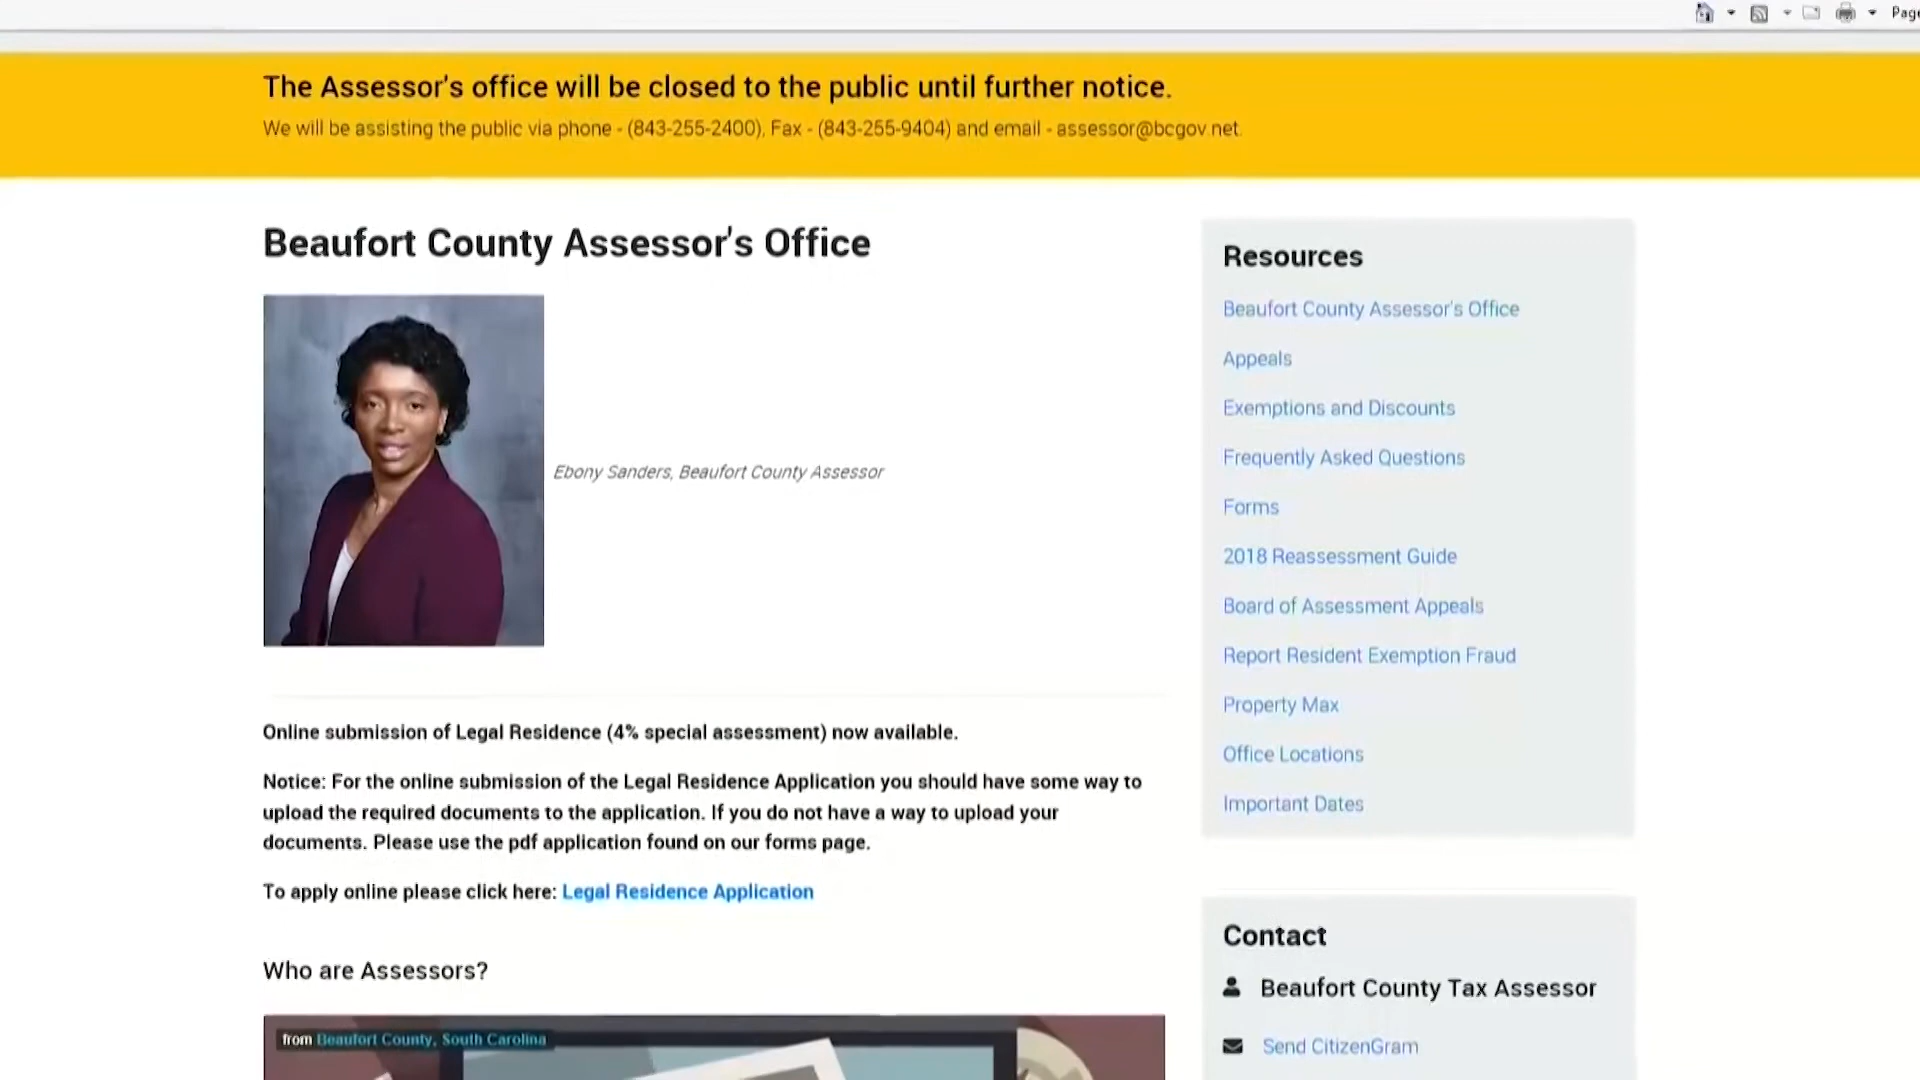 Page
The Assessor's office will be closed to the public until further notice.
We will be assisting the public via phone - (843-255-2400), Fax - (843-255-9404) and email - assessor@bcgov.net.
Beaufort County Assessor's Office
Ebony Sanders, Beaufort County Assessor
Online submission of Legal Residence (4% special assessment) now available.
Notice: For the online submission of the Legal Residence Application you should have some way to
upload the required documents to the application. If you do not have a way to upload your
documents. Please use the pdf application found on our forms page.
To apply online please click here: Legal Residence Application
Who are Assessors?
from Beaufort County, South Carolina
Resources
Beaufort County Assessor's Office
Appeals
Exemptions and Discounts
Frequently Asked Questions
Forms
2018 Reassessment Guide
Board of Assessment Appeals
Report Resident Exemption Fraud
Property Max
Office Locations
Important Dates
Contact
Beaufort County Tax Assessor
Send CitizenGram